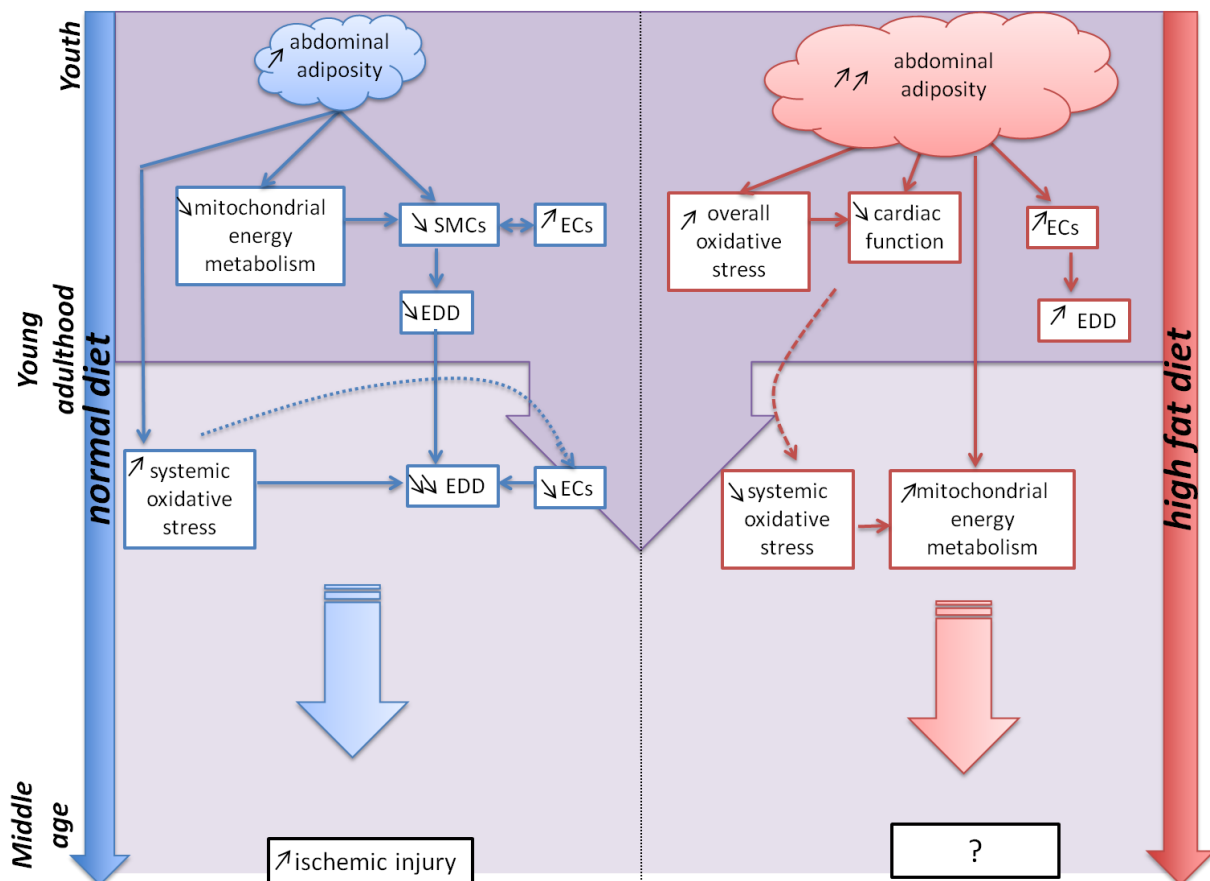 Youth
Young
adulthood
Middle
age
normal diet
high fat diet
↗ abdominal
adiposity
↘ mitochondrial
energy
metabolism
↘ SMCs
↗ ECs
↘ EDD
↗ systemic
oxidative
stress
↘↘ EDD
↘ ECs
↗ ischemic injury
↗↗ abdominal
adiposity
↗ overall
oxidative
stress
↘ cardiac
function
↗ ECs
↗ EDD
↘ systemic
oxidative
stress
↗ mitochondrial
energy
metabolism
?